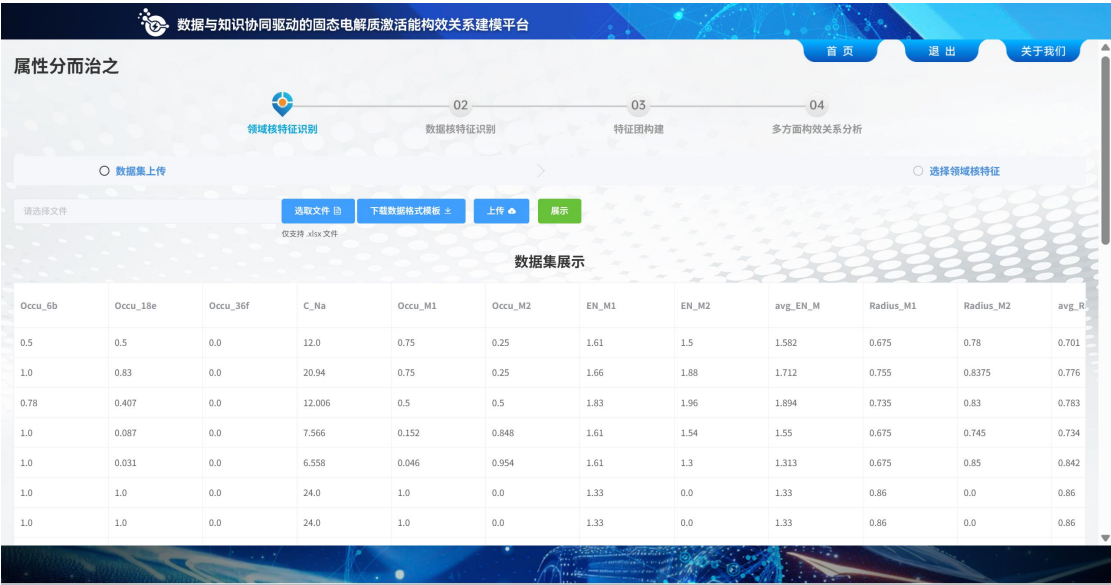 数据与知识协同驱动的固态电解质激活能构效关系建模平台
首 页 退 出 关于我们
属性分而治之
02 03 04
领域核特征识别 数据核特征识别 特征团构建 多方面构效关系分析
数据集上传 选择领域核特征
请选择文件 选取文件 下载数据格式模板 上传 展示
仅支持 .xlsx 文件
数据集展示
Occu_6b Occu_18e Occu_36f C_Na Occu_M1 Occu_M2 EN_M1 EN_M2 avg_EN_M Radius_M1 Radius_M2 avg_R
0.5 0.5 0.0 12.0 0.75 0.25 1.61 1.5 1.582 0.675 0.78 0.701
1.0 0.83 0.0 20.94 0.75 0.25 1.66 1.88 1.712 0.755 0.8375 0.776
0.78 0.407 0.0 12.006 0.5 0.5 1.83 1.96 1.894 0.735 0.83 0.783
1.0 0.087 0.0 7.566 0.152 0.848 1.61 1.54 1.55 0.675 0.745 0.734
1.0 0.031 0.0 6.558 0.046 0.954 1.61 1.3 1.313 0.675 0.85 0.842
1.0 1.0 0.0 24.0 1.0 0.0 1.33 0.0 1.33 0.86 0.0 0.86
1.0 1.0 0.0 24.0 1.0 0.0 1.33 0.0 1.33 0.86 0.0 0.86